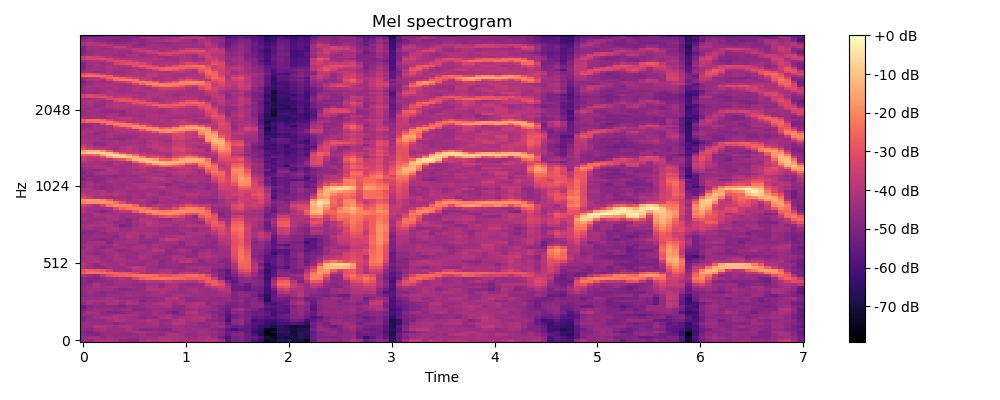 Mel spectrogram
Hz
2048
1024
512
0
0 1 2 3 4 5 6 7
Time
+0 dB
-10 dB
-20 dB
-30 dB
-40 dB
-50 dB
-60 dB
-70 dB